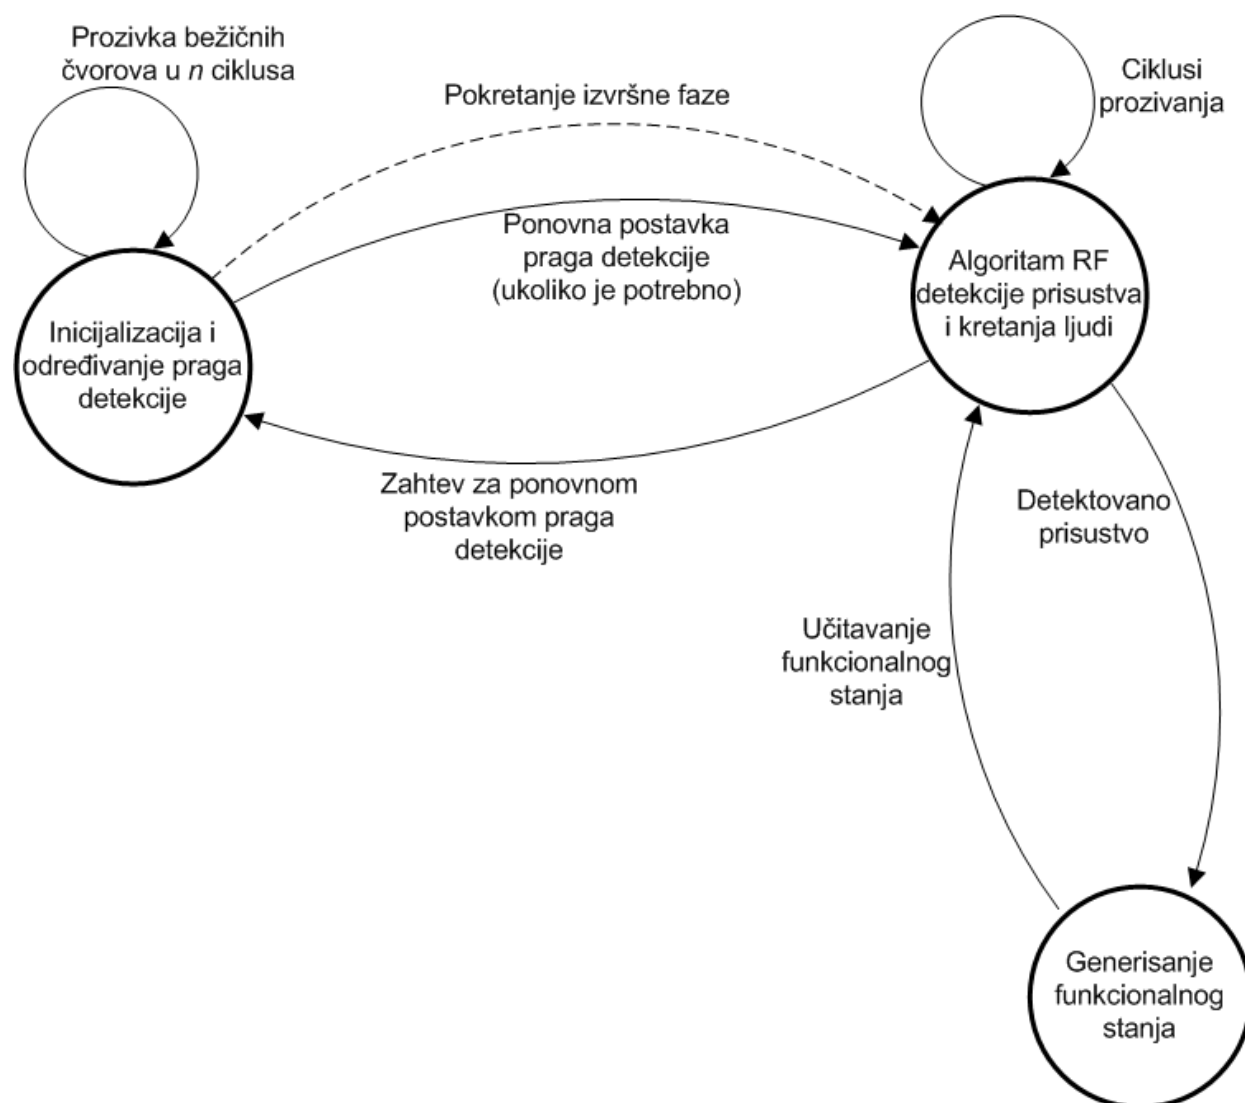 Prozivka bežičnih
čvorova u n ciklusa
Pokretanje izvršne faze
Ciklusi
prozivanja
Ponovna postavka
praga detekcije
(ukoliko je potrebno)
Algoritam RF
detekcije prisustva
i kretanja ljudi
Inicijalizacija i
određivanje praga
detekcije
Zahtev za ponovnom
postavkom praga
detekcije
Detektovano
prisustvo
Učitavanje
funkcionalnog
stanja
Generisanje
funkcionalnog
stanja